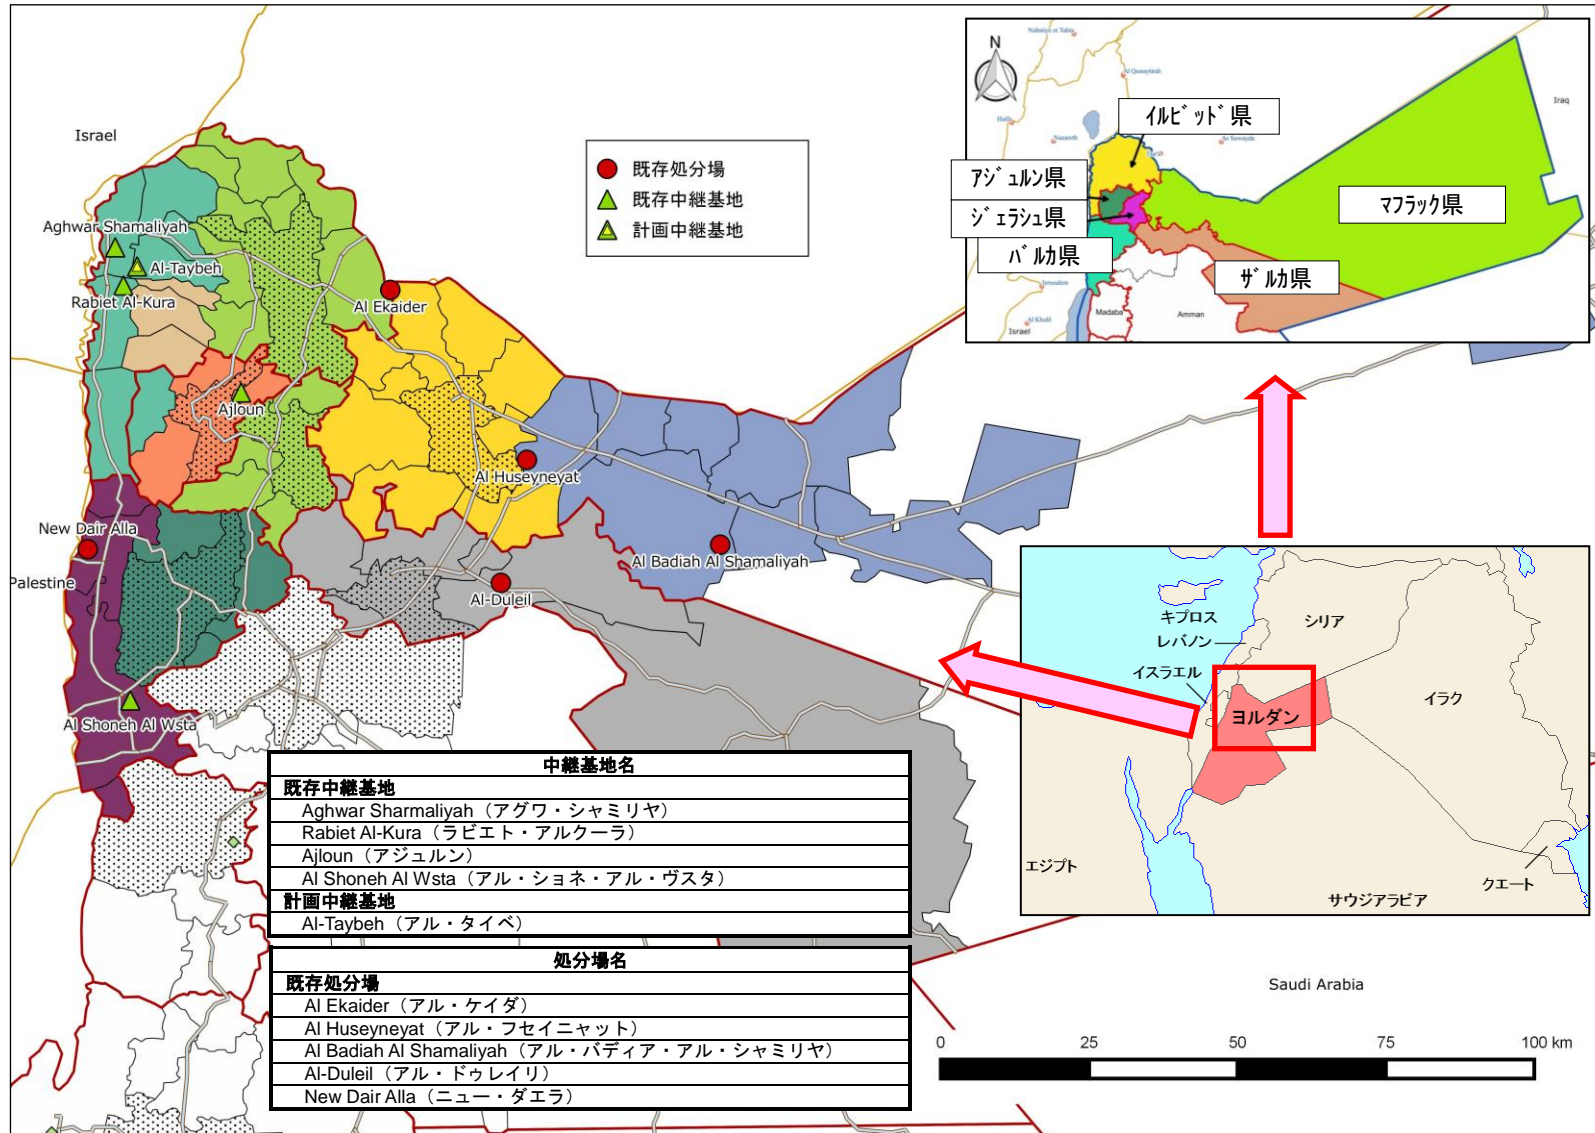 Israel
Aghwar Shamaliyah
Al-Taybeh
Rabiet Al-Kura
Al Ekaider
Ajloun
Al Huseyneyat
New Dair Alla
Palestine
Al Badiah Al Shamaliyah
Al-Duleil
Al Shoneh Al Wsta
既存処分場
既存中継基地
計画中継基地
N
Nabatiye et Tahta
Al Qunaytirah
Haifa
Nazareth
As Suwayda
Dar'a
Iraq
イルビッド県
アジュルン県
ジェラシュ県
バルカ県
マフラック県
ザルカ県
Jerusalem
Al Khalil
Israel
Madaba
Amman
キプロス
レバノン
シリア
イスラエル
ヨルダン
イラク
エジプト
クエート
サウジアラビア
中継基地名
既存中継基地
Aghwar Sharmaliyah（アグワ・シャミリヤ）
Rabiet Al-Kura（ラビエト・アルクーラ）
Ajloun（アジュルン）
Al Shoneh Al Wsta（アル・ショネ・アル・ヴスタ）
計画中継基地
Al-Taybeh（アル・タイベ）
処分場名
既存処分場
Al Ekaider（アル・ケイダ）
Al Huseyneyat（アル・フセイニャット）
Al Badiah Al Shamaliyah（アル・バディア・アル・シャミリヤ）
Al-Duleil（アル・ドゥレイリ）
New Dair Alla（ニュー・ダエラ）
Saudi Arabia
0 25 50 75 100 km